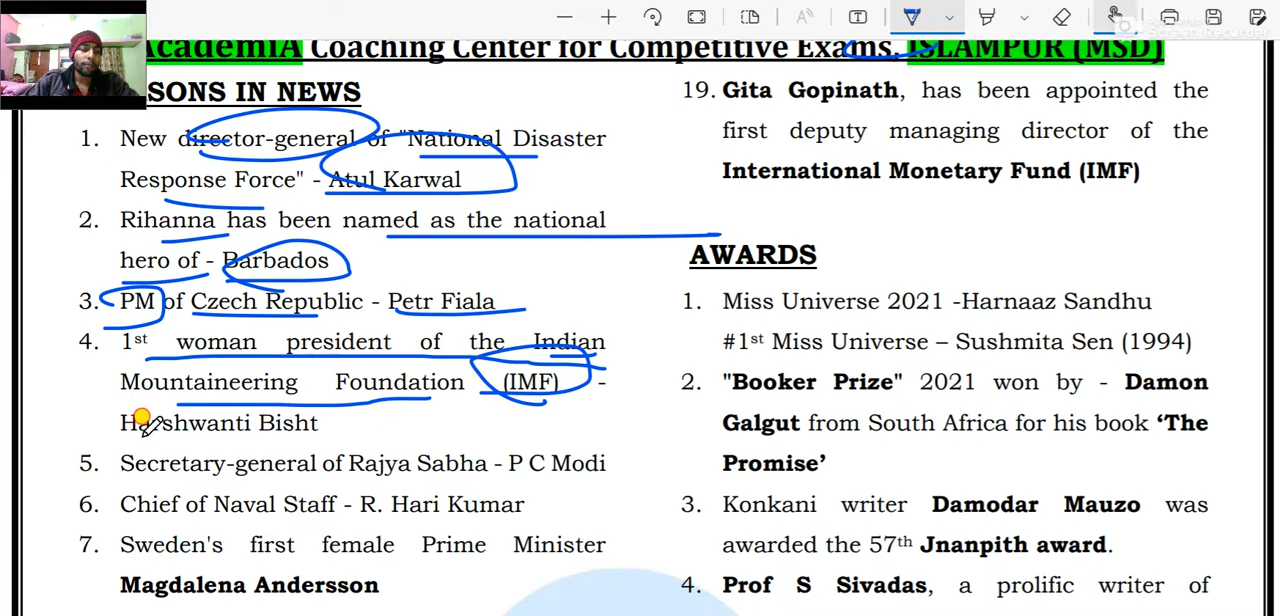 AcademiA Coaching Center for Competitive Exams, ISLAMPUR (MSD)
SONS IN NEWS
1. New director-general of "National Disaster
Response Force" - Atul Karwal
2. Rihanna has been named as the national
hero of - Barbados
3. PM of Czech Republic - Petr Fiala
4. 1st woman president of the Indian
Mountaineering Foundation (IMF) -
Harshwanti Bisht
5. Secretary-general of Rajya Sabha - P C Modi
6. Chief of Naval Staff - R. Hari Kumar
7. Sweden's first female Prime Minister
Magdalena Andersson
19. Gita Gopinath, has been appointed the
first deputy managing director of the
International Monetary Fund (IMF)
AWARDS
1. Miss Universe 2021 -Harnaaz Sandhu
#1st Miss Universe – Sushmita Sen (1994)
2. "Booker Prize" 2021 won by - Damon
Galgut from South Africa for his book ‘The
Promise’
3. Konkani writer Damodar Mauzo was
awarded the 57th Jnanpith award.
4. Prof S Sivadas, a prolific writer of
Screen Recorder